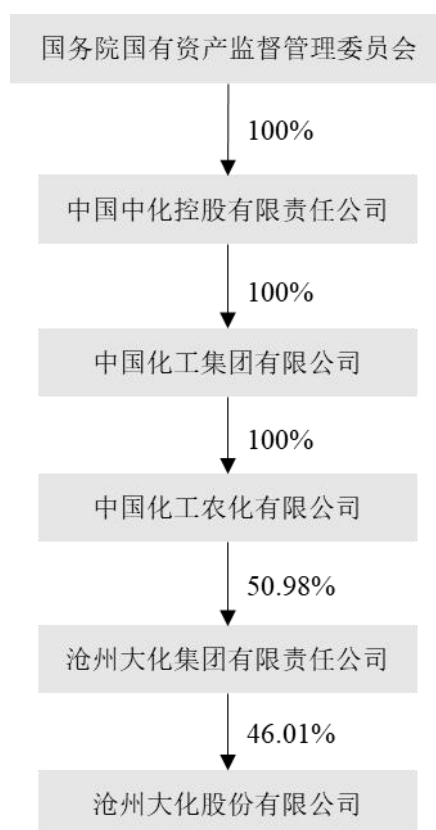 国务院国有资产监督管理委员会
100%
中国中化控股有限责任公司
100%
中国化工集团有限公司
100%
中国化工农化有限公司
50.98%
沧州大化集团有限责任公司
46.01%
沧州大化股份有限公司